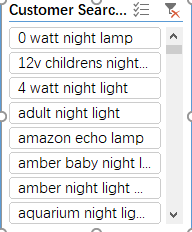 Customer Searc...
0 watt night lamp
12v childrens night...
4 watt night light
adult night light
amazon echo lamp
amber baby night l...
amber night light ...
aquarium night lig...